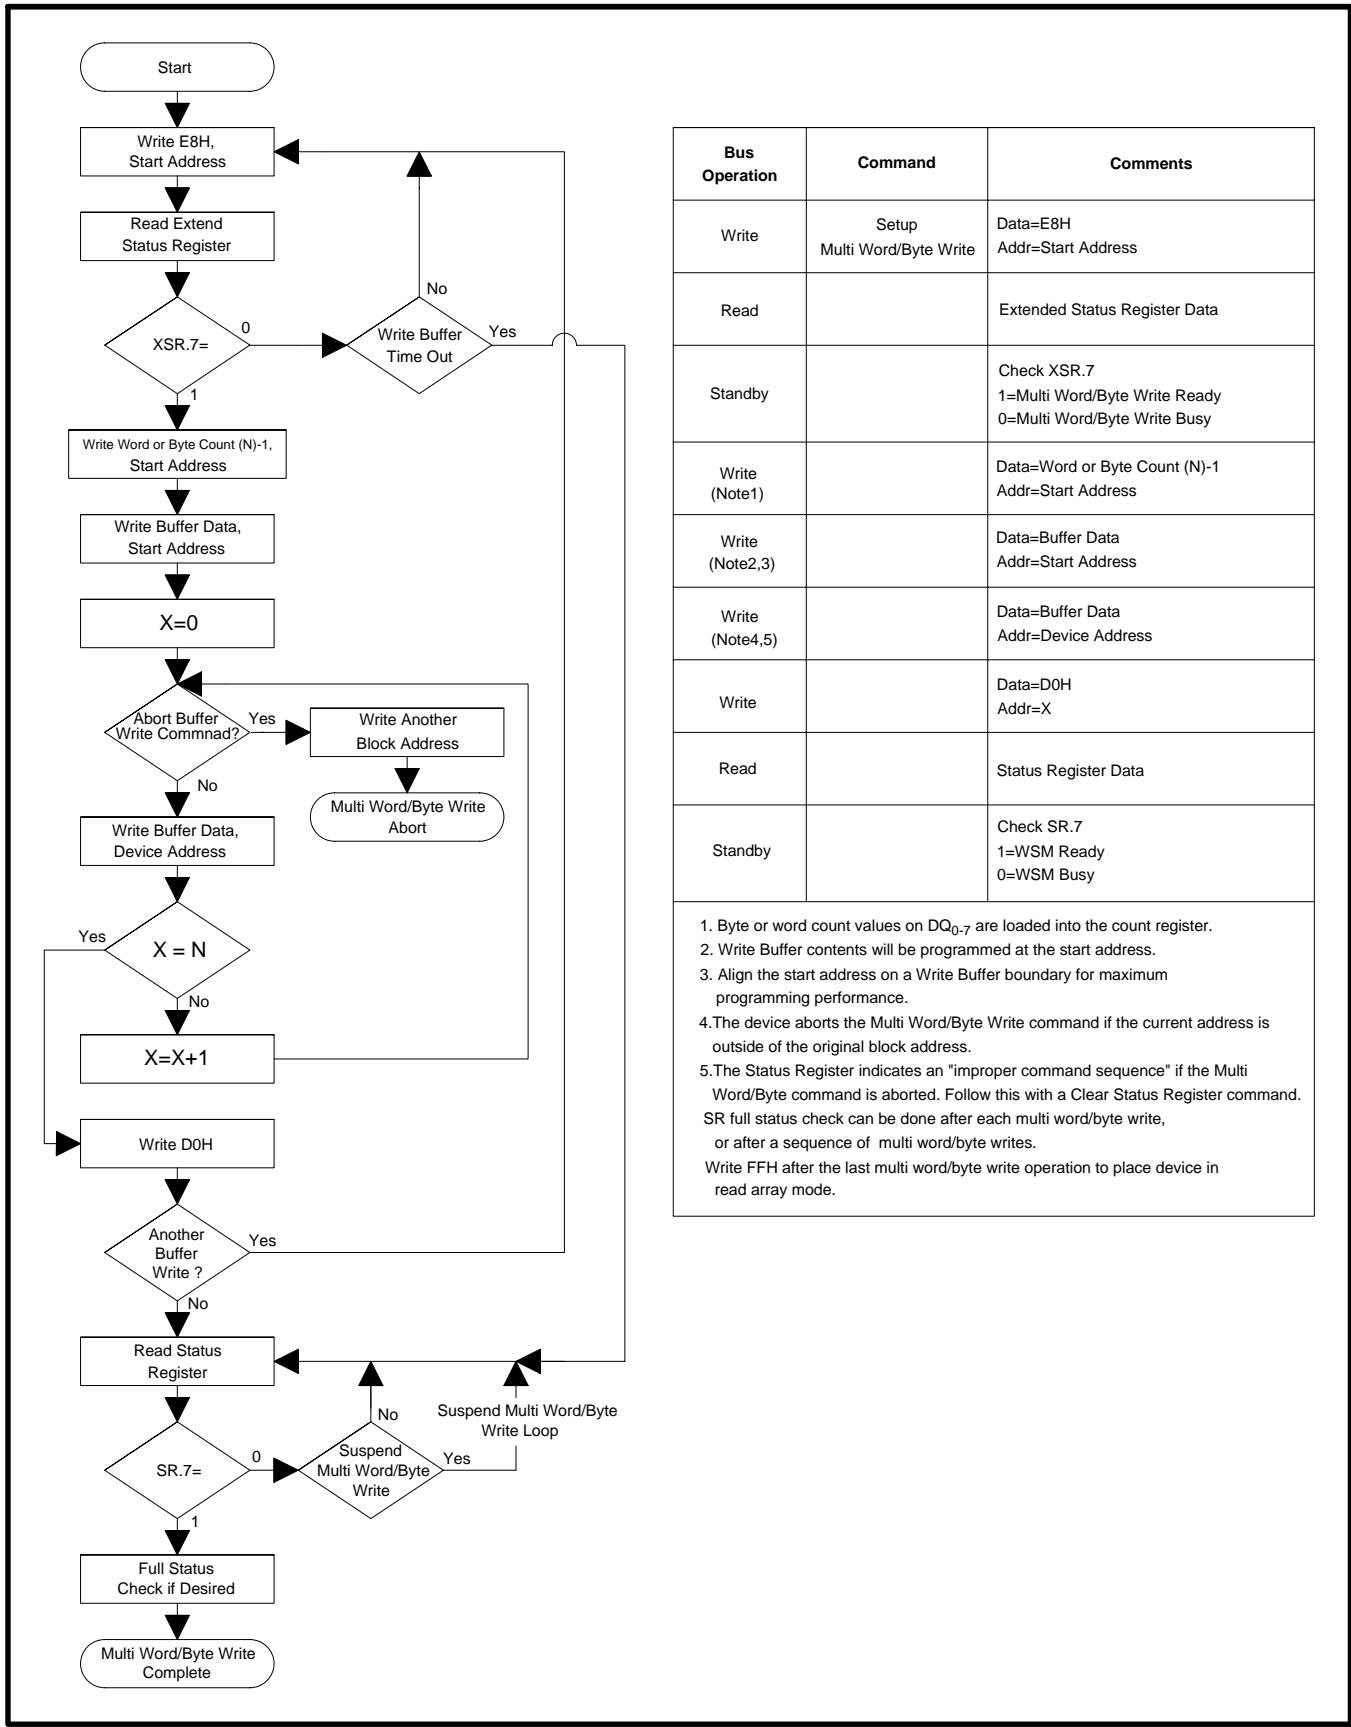 Start
Write E8H,
Start Address
Read Extend
Status Register
XSR.7=
0
1
No
Write Buffer
Time Out
Yes
Write Word or Byte Count (N)-1,
Start Address
Write Buffer Data,
Start Address
X=0
Abort Buffer
Write Commnad?
Yes
No
Write Another
Block Address
Multi Word/Byte Write
Abort
Write Buffer Data,
Device Address
Yes
X = N
No
X=X+1
Write D0H
Another
Buffer
Write ?
Yes
No
Read Status
Register
SR.7=
0
1
No
Suspend
Multi Word/Byte
Write
Yes
Suspend Multi Word/Byte
Write Loop
Full Status
Check if Desired
Multi Word/Byte Write
Complete
Bus
Operation
Command
Comments
Write
Setup
Multi Word/Byte Write
Data=E8H
Addr=Start Address
Read
Extended Status Register Data
Standby
Check XSR.7
1=Multi Word/Byte Write Ready
0=Multi Word/Byte Write Busy
Write
(Note1)
Data=Word or Byte Count (N)-1
Addr=Start Address
Write
(Note2,3)
Data=Buffer Data
Addr=Start Address
Write
(Note4,5)
Data=Buffer Data
Addr=Device Address
Write
Data=D0H
Addr=X
Read
Status Register Data
Standby
Check SR.7
1=WSM Ready
0=WSM Busy
1. Byte or word count values on DQ0-7 are loaded into the count register.
2. Write Buffer contents will be programmed at the start address.
3. Align the start address on a Write Buffer boundary for maximum
programming performance.
4.The device aborts the Multi Word/Byte Write command if the current address is
outside of the original block address.
5.The Status Register indicates an "improper command sequence" if the Multi
Word/Byte command is aborted. Follow this with a Clear Status Register command.
SR full status check can be done after each multi word/byte write,
or after a sequence of multi word/byte writes.
Write FFH after the last multi word/byte write operation to place device in
read array mode.